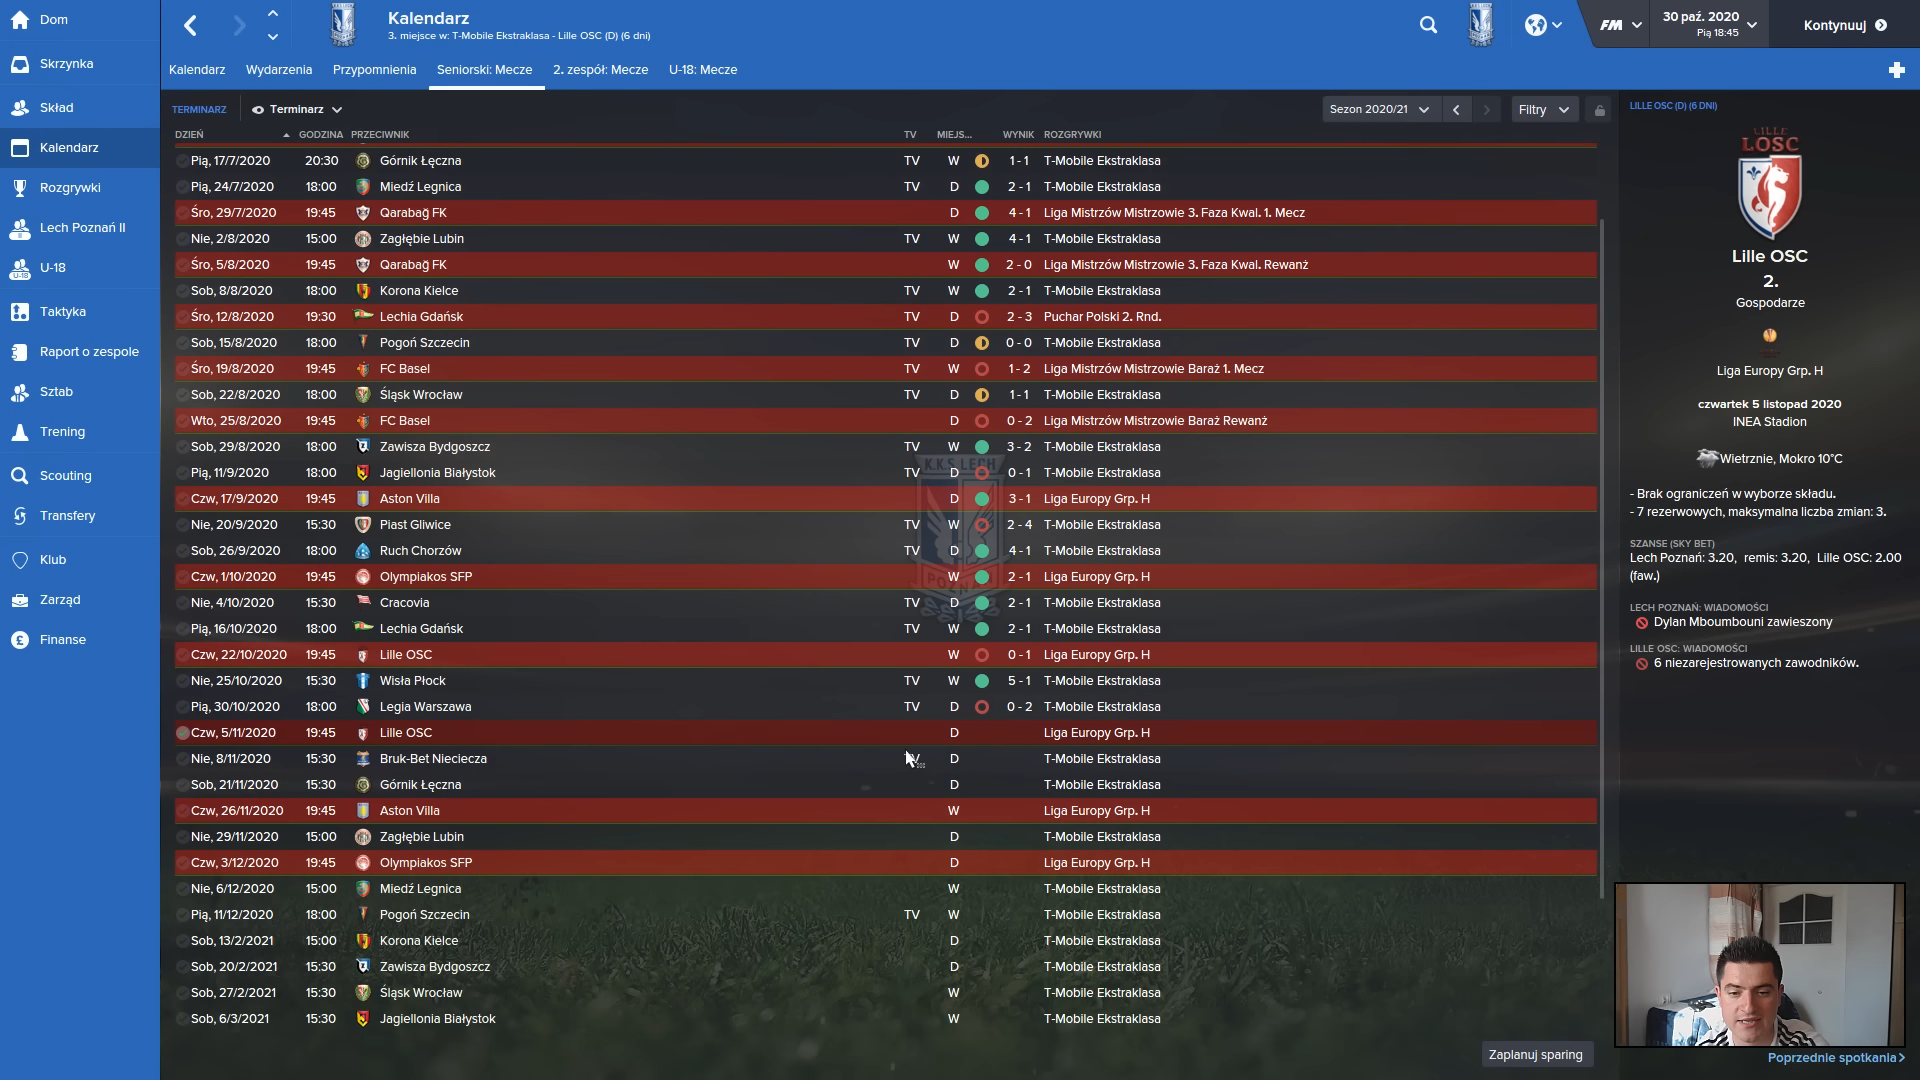 Dom
Skrzynka
Skład
Kalendarz
Rozgrywki
Lech Poznań II
U-18
Taktyka
Raport o zespole
Sztab
Trening
Scouting
Transfery
Klub
Zarząd
Finanse
Kalendarz
3. miejsce w: T-Mobile Ekstraklasa - Lille OSC (D) (6 dni)
FM
30 paź. 2020
Pią 18:45
Kontynuuj
Kalendarz Wydarzenia Przypomnienia Seniorski: Mecze 2. zespół: Mecze U-18: Mecze
TERMINARZ Terminarz Sezon 2020/21 Filtry
DZIEŃ GODZINA PRZECIWNIK TV MIEJS... WYNIK ROZGRYWKI
Pią, 17/7/2020 20:30 Górnik Łęczna TV W 1 - 1 T-Mobile Ekstraklasa
Pią, 24/7/2020 18:00 Miedź Legnica TV D 2 - 1 T-Mobile Ekstraklasa
Śro, 29/7/2020 19:45 Qarabağ FK D 4 - 1 Liga Mistrzów Mistrzowie 3. Faza Kwal. 1. Mecz
Nie, 2/8/2020 15:00 Zagłębie Lubin TV W 4 - 1 T-Mobile Ekstraklasa
Śro, 5/8/2020 19:45 Qarabağ FK W 2 - 0 Liga Mistrzów Mistrzowie 3. Faza Kwal. Rewanż
Sob, 8/8/2020 18:00 Korona Kielce TV W 2 - 1 T-Mobile Ekstraklasa
Śro, 12/8/2020 19:30 Lechia Gdańsk TV D 2 - 3 Puchar Polski 2. Rnd.
Sob, 15/8/2020 18:00 Pogoń Szczecin TV D 0 - 0 T-Mobile Ekstraklasa
Śro, 19/8/2020 19:45 FC Basel TV W 1 - 2 Liga Mistrzów Mistrzowie Baraż 1. Mecz
Sob, 22/8/2020 18:00 Śląsk Wrocław TV D 1 - 1 T-Mobile Ekstraklasa
Wto, 25/8/2020 19:45 FC Basel D 0 - 2 Liga Mistrzów Mistrzowie Baraż Rewanż
Sob, 29/8/2020 18:00 Zawisza Bydgoszcz TV W 3 - 2 T-Mobile Ekstraklasa
Pią, 11/9/2020 18:00 Jagiellonia Białystok TV D 0 - 1 T-Mobile Ekstraklasa
Czw, 17/9/2020 19:45 Aston Villa D 3 - 1 Liga Europy Grp. H
Nie, 20/9/2020 15:30 Piast Gliwice TV W 2 - 4 T-Mobile Ekstraklasa
Sob, 26/9/2020 18:00 Ruch Chorzów TV D 4 - 1 T-Mobile Ekstraklasa
Czw, 1/10/2020 19:45 Olympiakos SFP W 2 - 1 Liga Europy Grp. H
Nie, 4/10/2020 15:30 Cracovia TV D 2 - 1 T-Mobile Ekstraklasa
Pią, 16/10/2020 18:00 Lechia Gdańsk TV W 2 - 1 T-Mobile Ekstraklasa
Czw, 22/10/2020 19:45 Lille OSC W 0 - 1 Liga Europy Grp. H
Nie, 25/10/2020 15:30 Wisła Płock TV W 5 - 1 T-Mobile Ekstraklasa
Pią, 30/10/2020 18:00 Legia Warszawa TV D 0 - 2 T-Mobile Ekstraklasa
Czw, 5/11/2020 19:45 Lille OSC D Liga Europy Grp. H
Nie, 8/11/2020 15:30 Bruk-Bet Nieciecza D T-Mobile Ekstraklasa
Sob, 21/11/2020 15:30 Górnik Łęczna D T-Mobile Ekstraklasa
Czw, 26/11/2020 19:45 Aston Villa W Liga Europy Grp. H
Nie, 29/11/2020 15:00 Zagłębie Lubin D T-Mobile Ekstraklasa
Czw, 3/12/2020 19:45 Olympiakos SFP D Liga Europy Grp. H
Nie, 6/12/2020 15:00 Miedź Legnica W T-Mobile Ekstraklasa
Pią, 11/12/2020 18:00 Pogoń Szczecin TV W T-Mobile Ekstraklasa
Sob, 13/2/2021 15:00 Korona Kielce D T-Mobile Ekstraklasa
Sob, 20/2/2021 15:30 Zawisza Bydgoszcz D T-Mobile Ekstraklasa
Sob, 27/2/2021 15:30 Śląsk Wrocław W T-Mobile Ekstraklasa
Sob, 6/3/2021 15:30 Jagiellonia Białystok W T-Mobile Ekstraklasa
K.K.S LECH
POZNAŃ
Zaplanuj sparing
LILLE OSC (D) (6 DNI)
LILLE
LOSC
Lille OSC
2.
Gospodarze
Liga Europy Grp. H
czwartek 5 listopad 2020
INEA Stadion
Wietrznie, Mokro 10°C
- Brak ograniczeń w wyborze składu.
- 7 rezerwowych, maksymalna liczba zmian: 3.
SZANSE (SKY BET)
Lech Poznań: 3.20, remis: 3.20, Lille OSC: 2.00
(faw.)
LECH POZNAŃ: WIADOMOŚCI
Dylan Mboumbouni zawieszony
LILLE OSC: WIADOMOŚCI
6 niezarejestrowanych zawodników.
Poprzednie spotkania